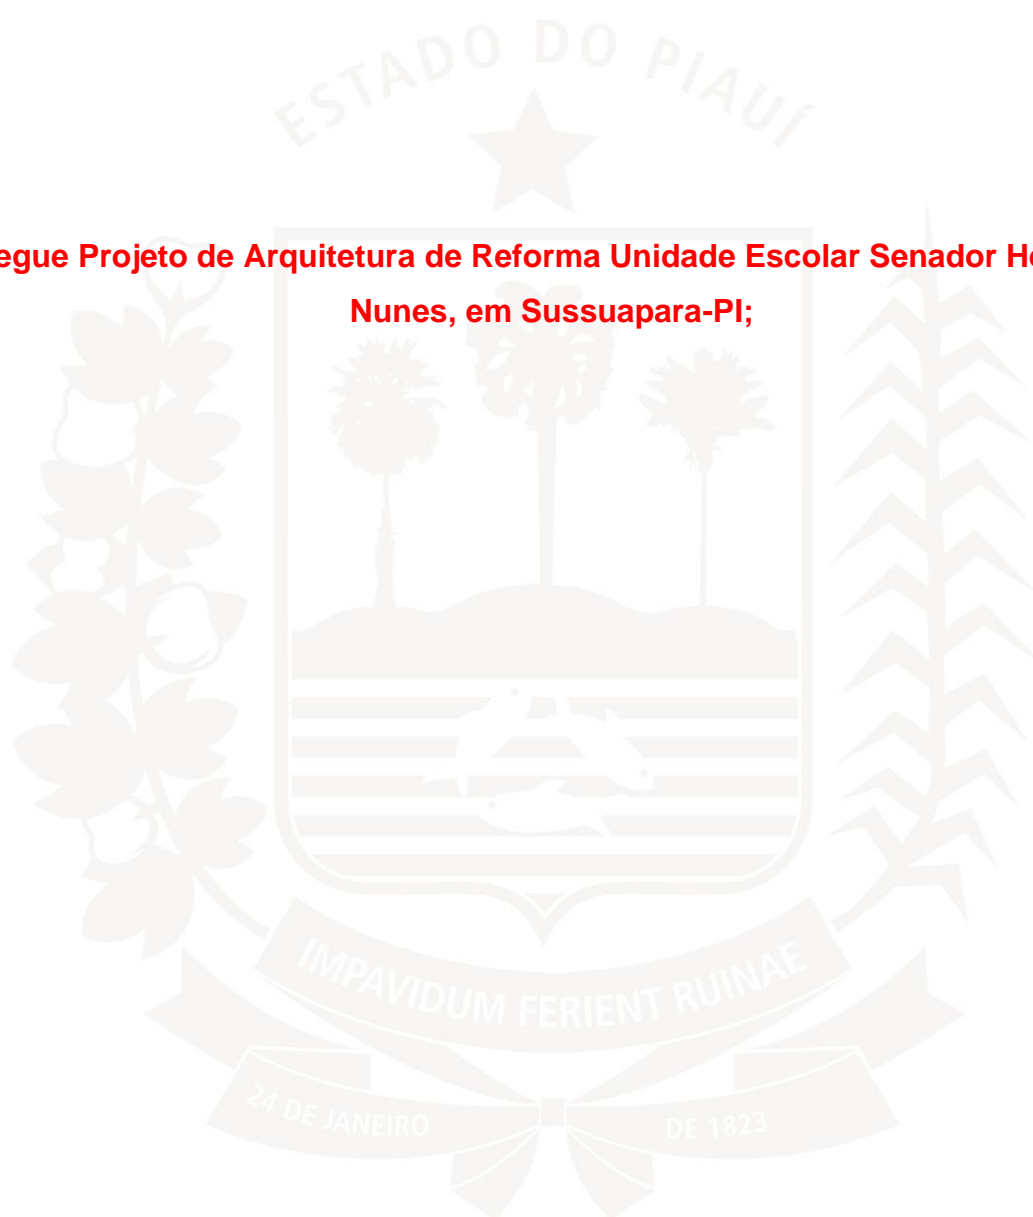 ESTADO DO PIAUÍ
egue Projeto de Arquitetura de Reforma Unidade Escolar Senador H
Nunes, em Sussuapara-PI;
IMPAVIDUM FERIENT RUINAE
24 DE JANEIRO DE 1823